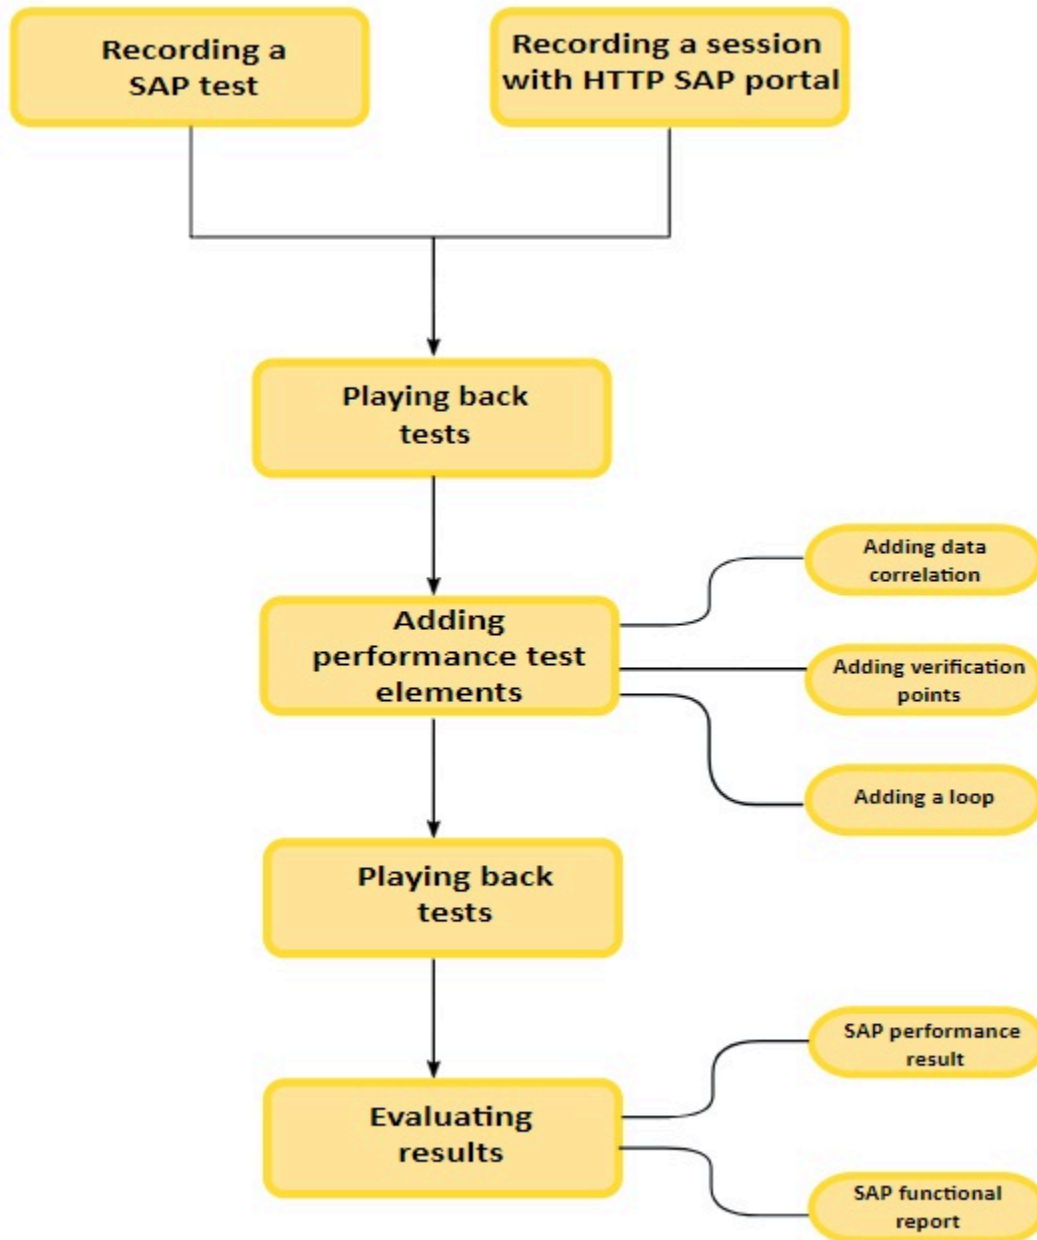 Recording a
SAP test
Recording a session
with HTTP SAP portal
Playing back
tests
Adding
performance test
elements
Adding data
correlation
Adding verification
points
Adding a loop
Playing back
tests
Evaluating
results
SAP performance
result
SAP functional
report